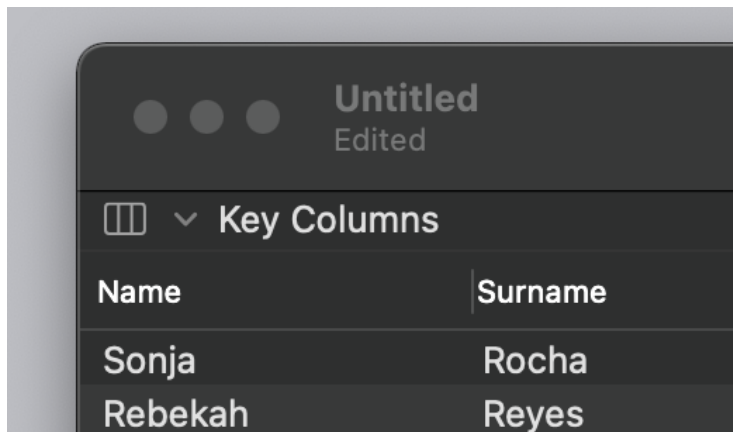 Untitled
Edited
Key Columns
Name Surname
Sonja Rocha
Rebekah Reyes